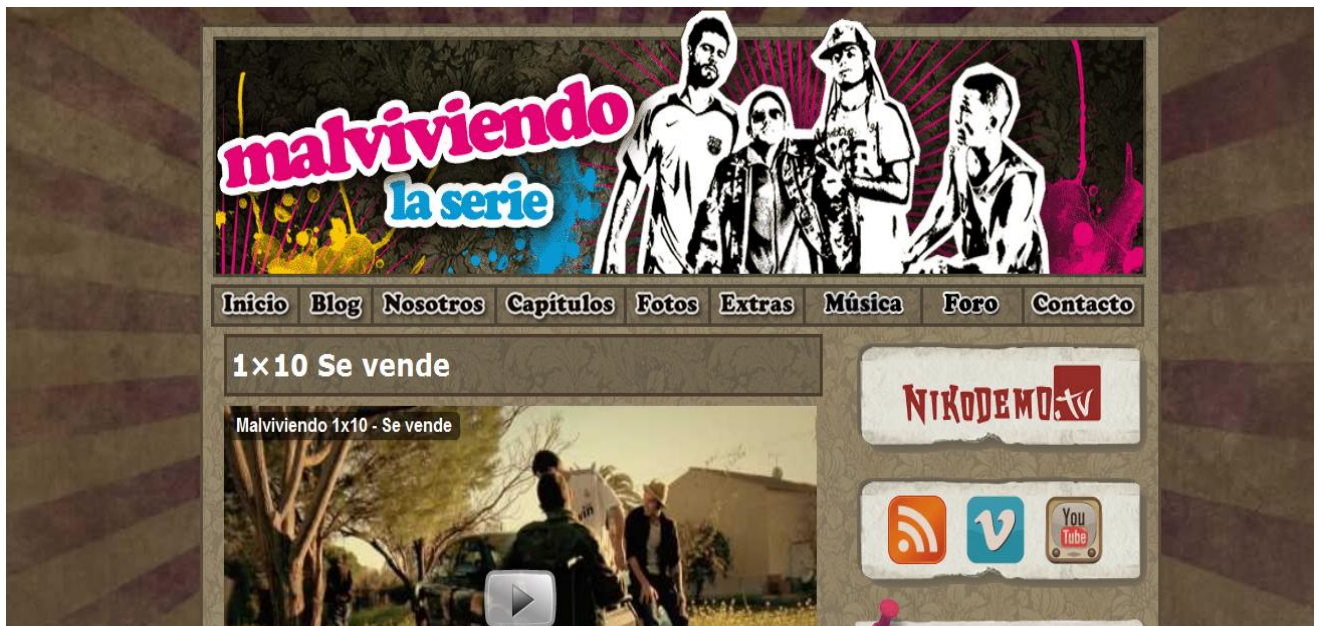 malviviendo
la serie
Inicio Blog Nosotros Capitulos Fotos Extras Música Foro Contacto
1×10 Se vende
Malviviendo 1x10 - Se vende
NIKODEMO.tv
You
Tube